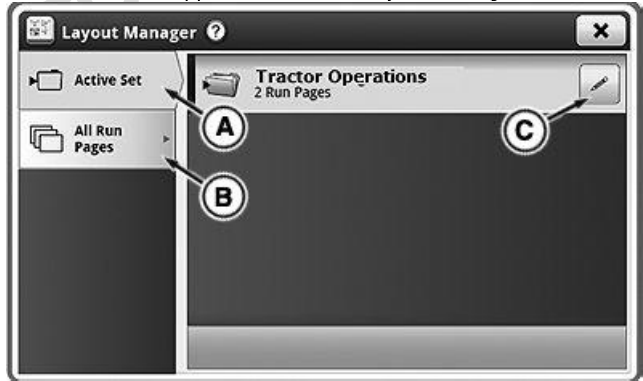 Layout Manager ?
Active Set
Tractor Operations
2 Run Pages
All Run
Pages
A
B
C